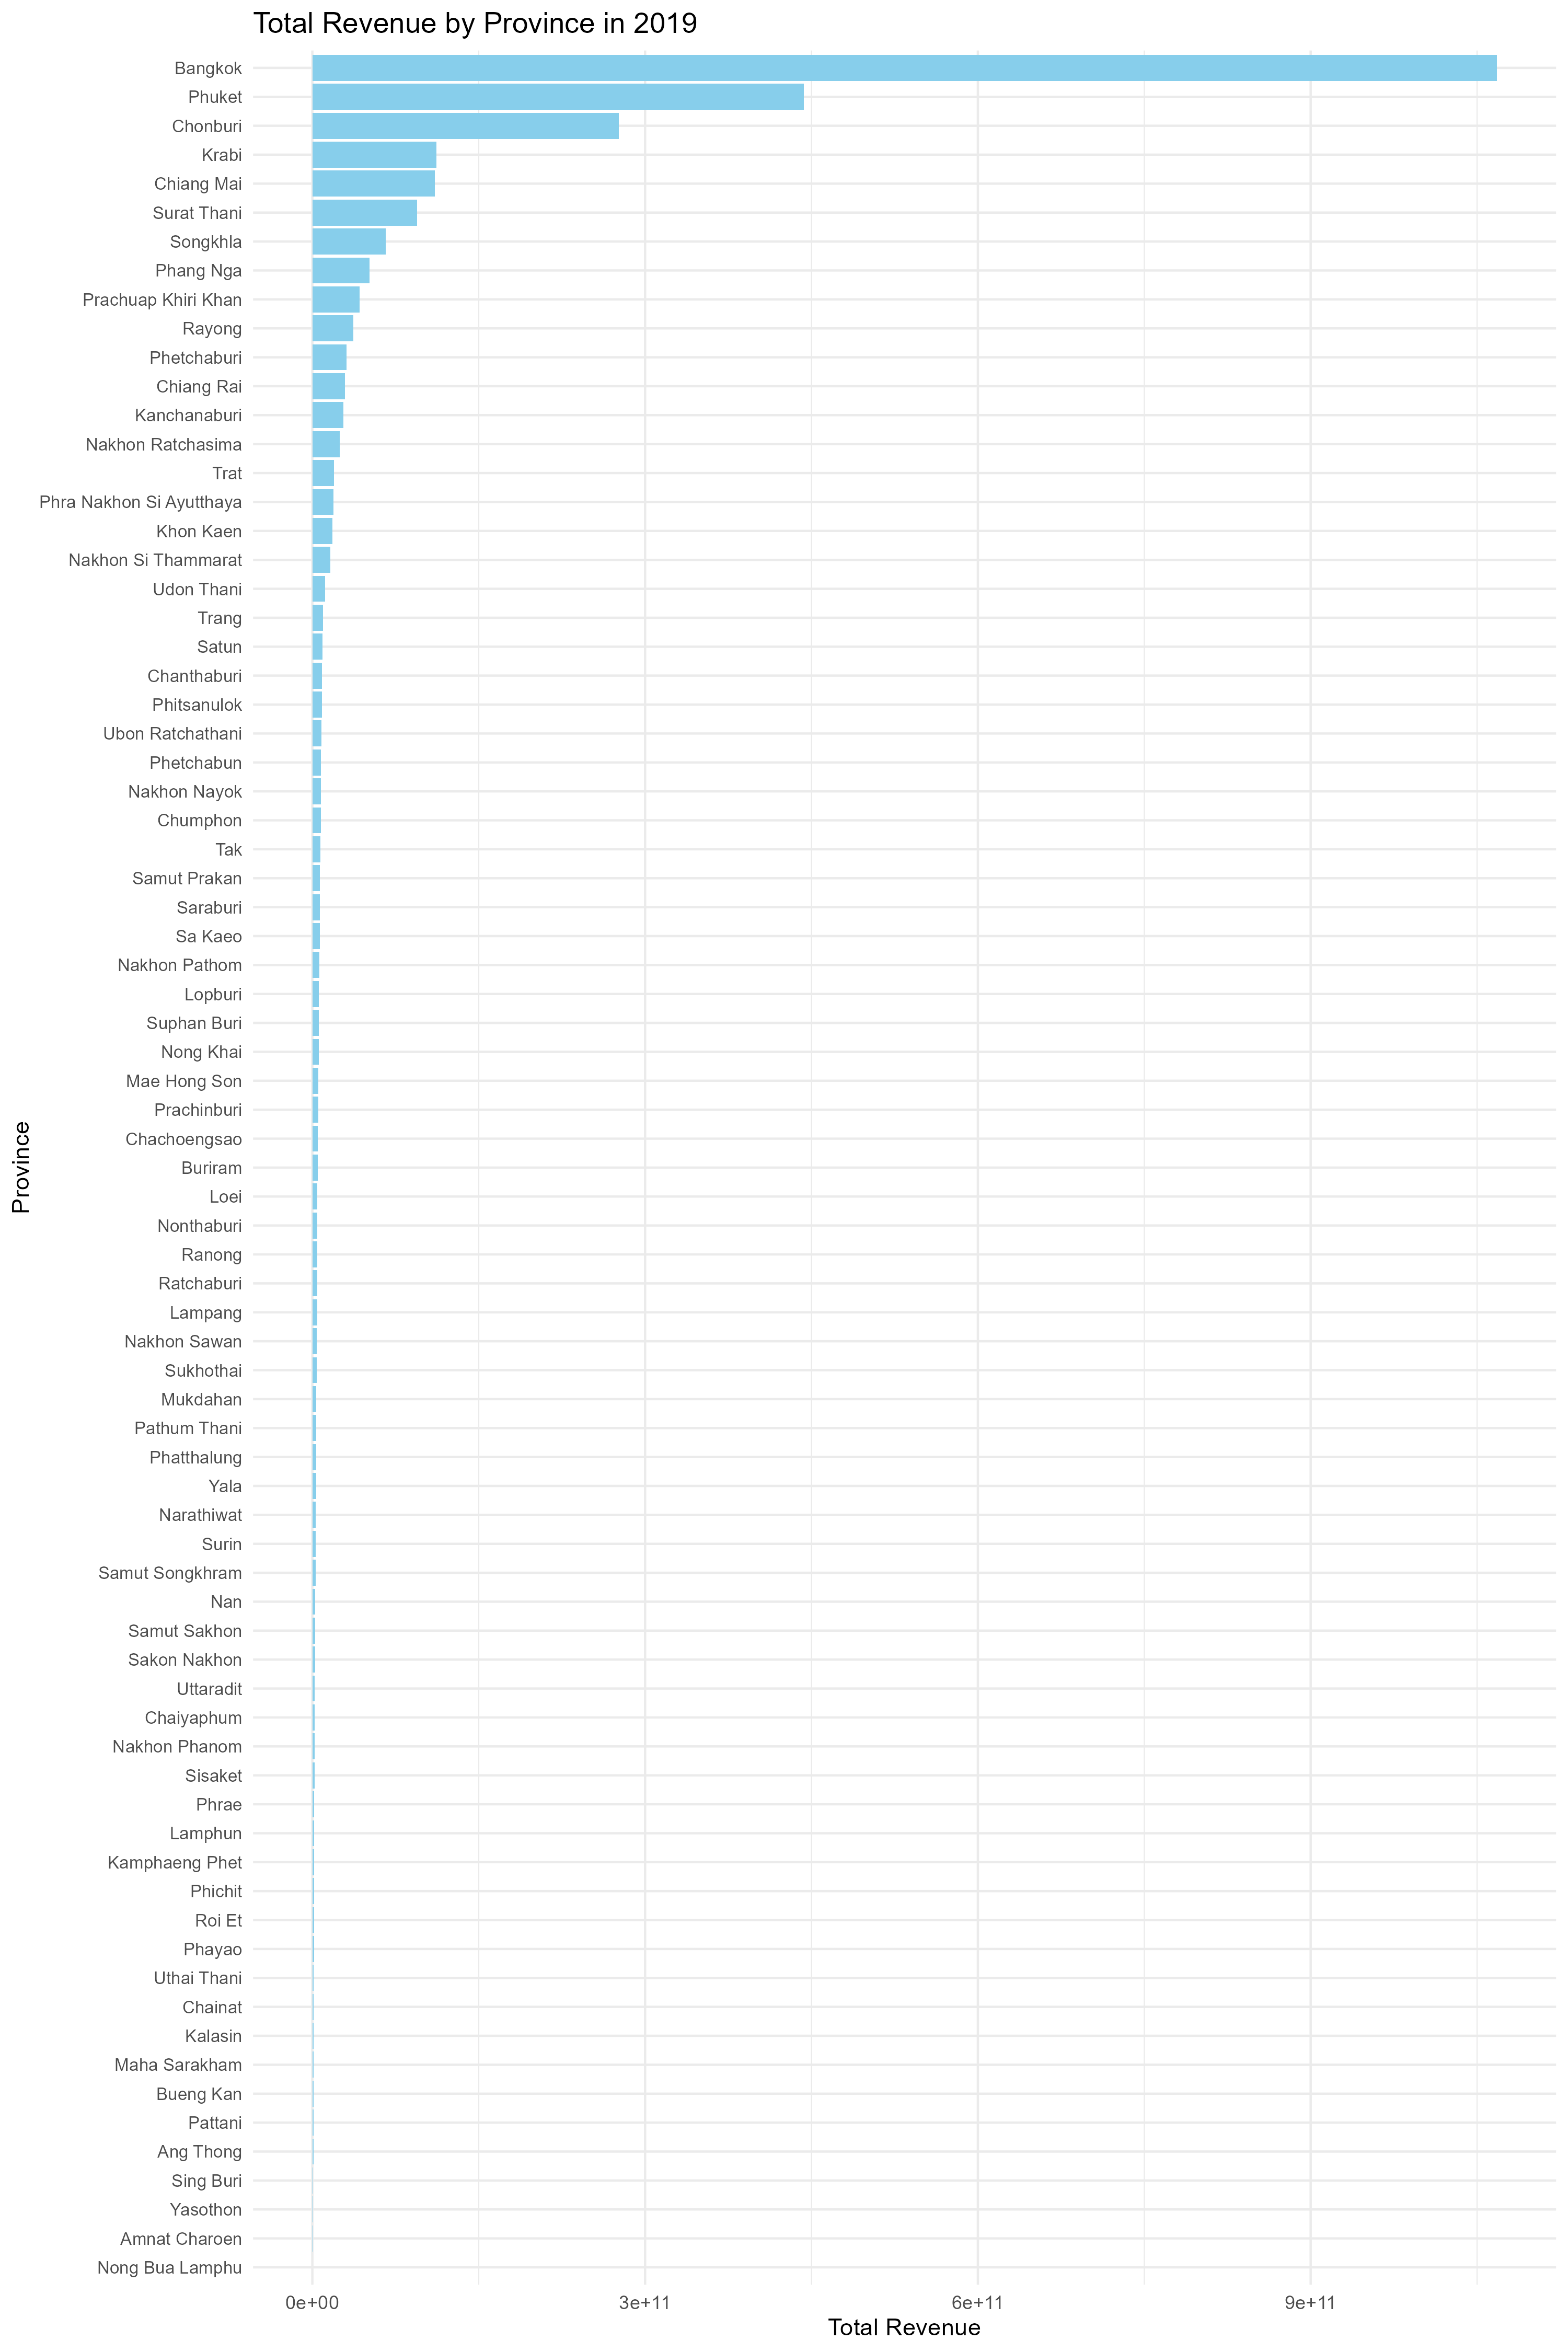 Total Revenue by Province in 2019
Bangkok
Phuket
Chonburi
Krabi
Chiang Mai
Surat Thani
Songkhla
Phang Nga
Prachuap Khiri Khan
Rayong
Phetchaburi
Chiang Rai
Kanchanaburi
Nakhon Ratchasima
Trat
Phra Nakhon Si Ayutthaya
Khon Kaen
Nakhon Si Thammarat
Udon Thani
Trang
Satun
Chanthaburi
Phitsanulok
Ubon Ratchathani
Phetchabun
Nakhon Nayok
Chumphon
Tak
Samut Prakan
Saraburi
Sa Kaeo
Nakhon Pathom
Lopburi
Suphan Buri
Nong Khai
Mae Hong Son
Prachinburi
Chachoengsao
Buriram
Loei
Nonthaburi
Ranong
Ratchaburi
Lampang
Nakhon Sawan
Sukhothai
Mukdahan
Pathum Thani
Phatthalung
Yala
Narathiwat
Surin
Samut Songkhram
Nan
Samut Sakhon
Sakon Nakhon
Uttaradit
Chaiyaphum
Nakhon Phanom
Sisaket
Phrae
Lamphun
Kamphaeng Phet
Phichit
Roi Et
Phayao
Uthai Thani
Chainat
Kalasin
Maha Sarakham
Bueng Kan
Pattani
Ang Thong
Sing Buri
Yasothon
Amnat Charoen
Nong Bua Lamphu
Province
0e+00 3e+11 6e+11 9e+11
Total Revenue